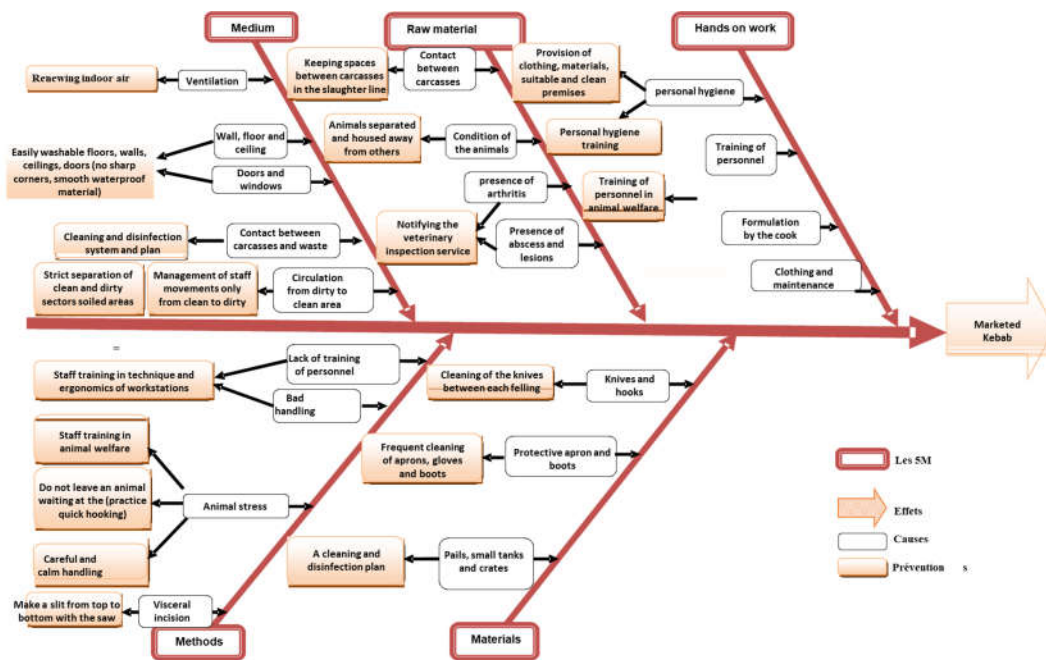 Medium
Raw material
Hands on work
Renewing indoor air
Ventilation
Keeping spaces
between carcasses
in the slaughter line
Contact
between
carcasses
Provision of
clothing, materials,
suitable and clean
premises
personal hygiene
Personal hygiene
training
Wall, floor and
ceiling
Animals separated
and housed away
from others
Condition of
the animals
Training of
personnel
Easily washable floors, walls,
ceilings, doors (no sharp
corners, smooth waterproof
material)
Doors and
windows
presence of
arthritis
Training of
personnel in
animal welfare
Notifying the
veterinary
inspection service
Presence of
abscess and
lesions
Formulation
by the cook
Cleaning and disinfection
system and plan
Contact between
carcasses and waste
Strict separation of
clean and dirty
sectors soiled areas
Management of staff
movements only
from clean to dirty
Circulation
from dirty to
clean area
Clothing and
maintenance
Marketed
Kebab
=
Staff training in technique and
ergonomics of workstations
Lack of training
of personnel
Bad
handling
Cleaning of the knives
between each felling
Knives and
hooks
Staff training in
animal welfare
Do not leave an animal
waiting at the (practice
quick hooking)
Animal stress
Careful and
calm handling
Frequent cleaning
of aprons, gloves
and boots
Protective apron and
boots
A cleaning and
disinfection plan
Pails, small tanks
and crates
Make a slit from top to
bottom with the saw
Visceral
incision
Methods
Materials
Les 5M
Effets
Causes
Prévention s